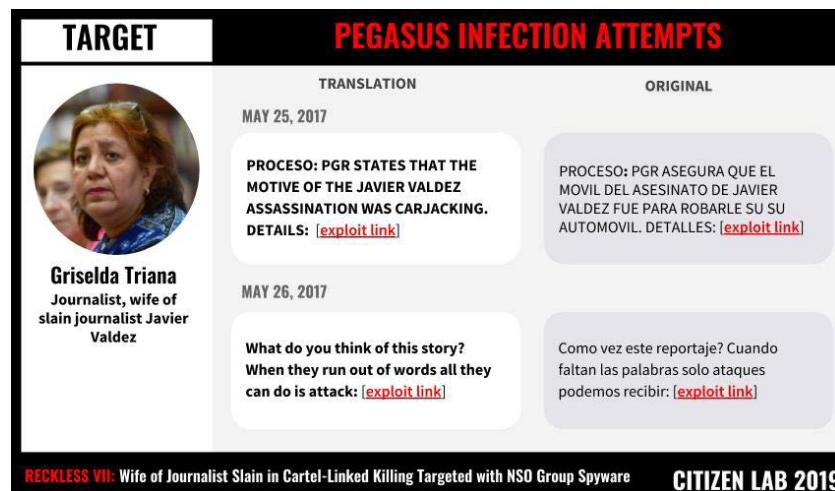 TARGET
PEGASUS INFECTION ATTEMPTS
TRANSLATION
ORIGINAL
MAY 25, 2017
PROCESO: PGR STATES THAT THE
MOTIVE OF THE JAVIER VALDEZ
ASSASSINATION WAS CARJACKING.
DETAILS: [exploit link]
PROCESO: PGR ASEGURA QUE EL
MOVIL DEL ASESINATO DE JAVIER
VALDEZ FUE PARA ROBARLE SU SU
AUTOMOVIL. DETALLES: [exploit link]
Griselda Triana
Journalist, wife of
slain journalist Javier
Valdez
MAY 26, 2017
What do you think of this story?
When they run out of words all they
can do is attack: [exploit link]
Como vez este reportaje? Cuando
faltan las palabras solo ataques
podemos recibir: [exploit link]
RECKLESS VII: Wife of Journalist Slain in Cartel-Linked Killing Targeted with NSO Group Spyware
CITIZEN LAB 2019